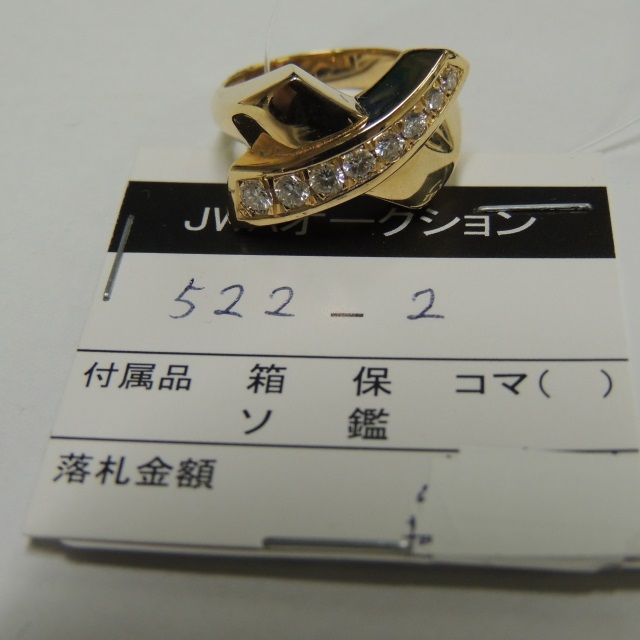 JWAオークション
522-2
付属品 箱 保 コマ( )
ソ 鑑
落札金額